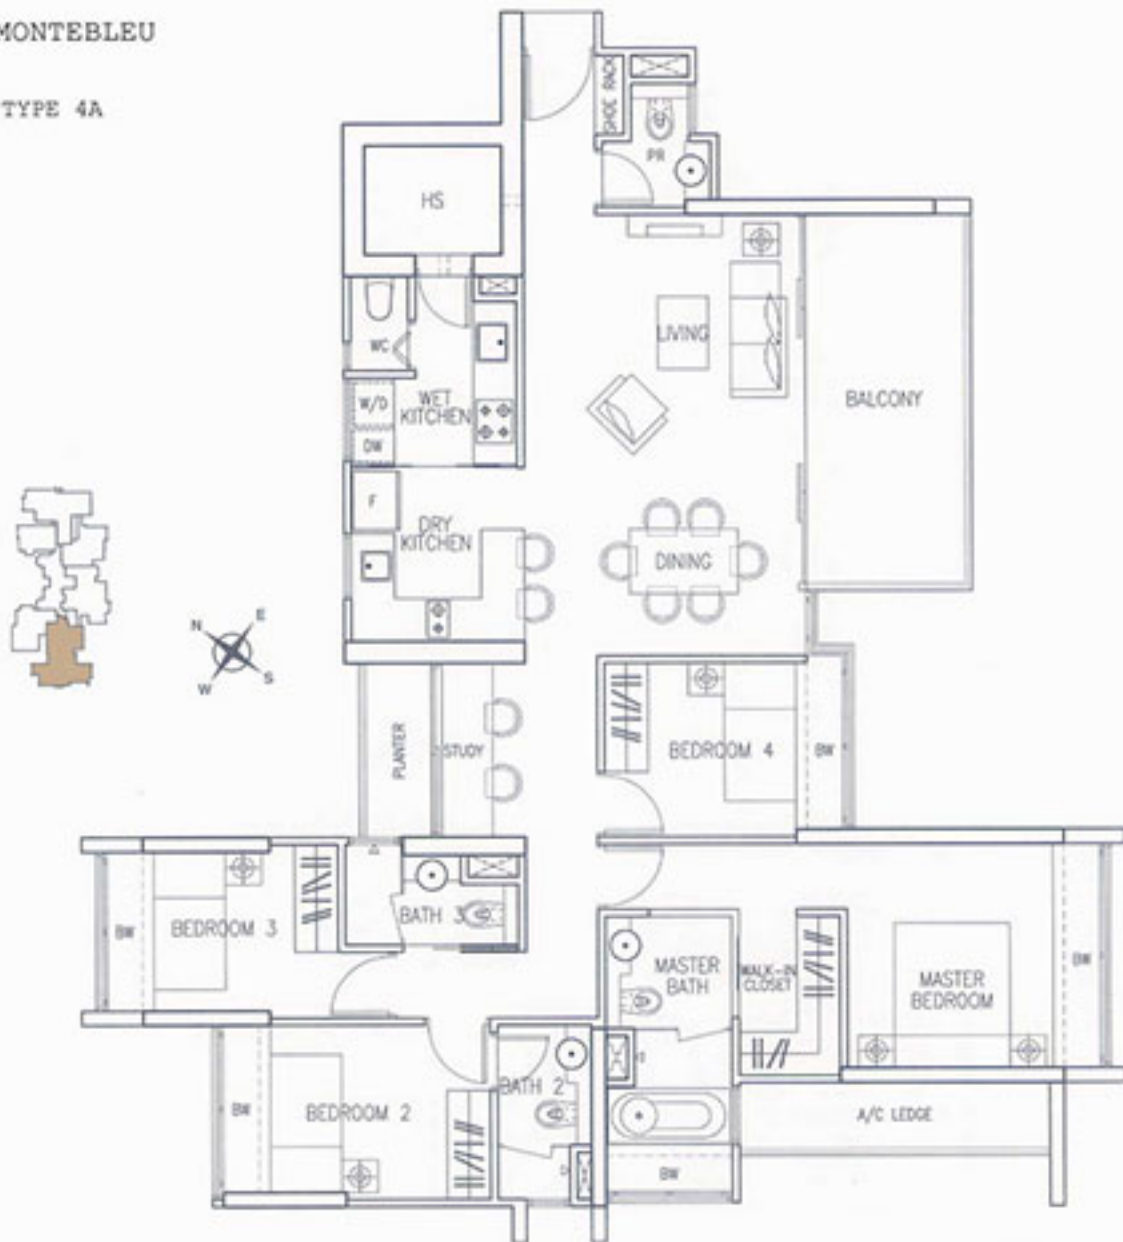 MONTEBLEU
TYPE 4A
SHOE RACK
PR
HS
WC
LIVING
W/D
WET
KITCHEN
BALCONY
DW
F
DRY
KITCHEN
DINING
N
E
W
S
PLANTER
STUDY
BEDROOM 4
BW
BEDROOM 3
BW
BATH 3
MASTER
BATH
WALK-IN
CLOSET
MASTER
BEDROOM
BW
BW
BEDROOM 2
BATH 2
A/C LEDGE
BW